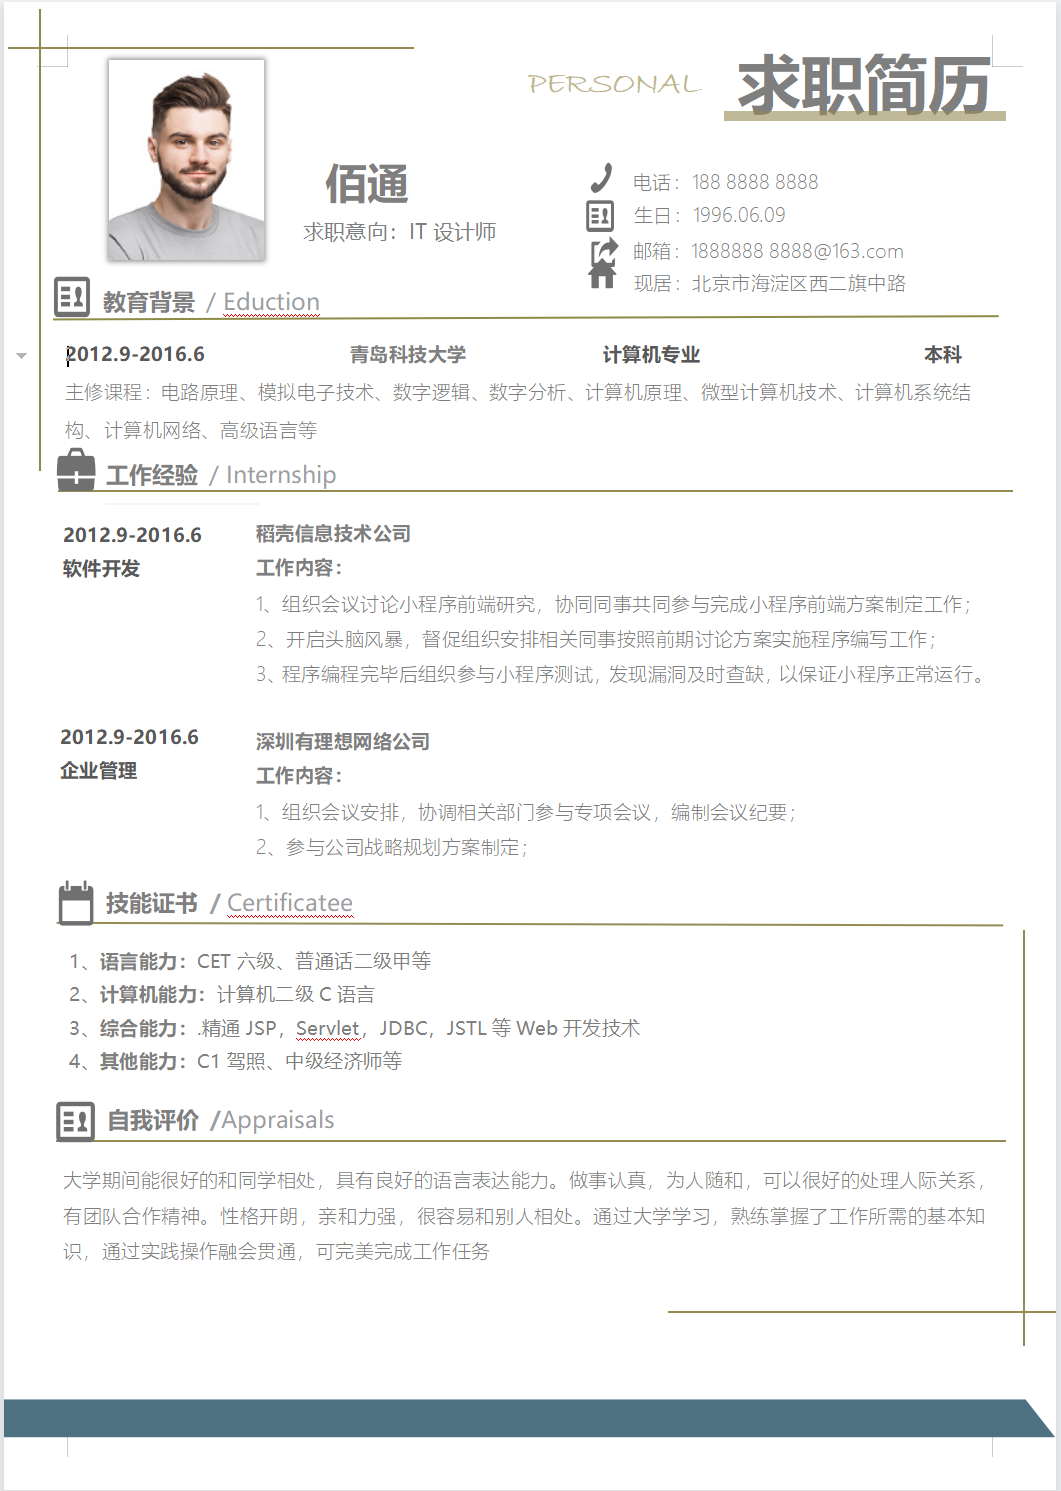 PERSONAL 求职简历
佰通
求职意向：IT 设计师
电话：188 8888 8888
生日：1996.06.09
邮箱：1888888 8888@163.com
现居：北京市海淀区西二旗中路
教育背景 / Eduction
2012.9-2016.6 青岛科技大学 计算机专业 本科
主修课程：电路原理、模拟电子技术、数字逻辑、数字分析、计算机原理、微型计算机技术、计算机系统结
构、计算机网络、高级语言等
工作经验 / Internship
2012.9-2016.6 稻壳信息技术公司
软件开发 工作内容：
1、组织会议讨论小程序前端研究，协同同事共同参与完成小程序前端方案制定工作；
2、开启头脑风暴，督促组织安排相关同事按照前期讨论方案实施程序编写工作；
3、程序编程完毕后组织参与小程序测试，发现漏洞及时查缺，以保证小程序正常运行。
2012.9-2016.6 深圳有理想网络公司
企业管理 工作内容：
1、组织会议安排，协调相关部门参与专项会议，编制会议纪要；
2、参与公司战略规划方案制定；
技能证书 / Certificatee
1、语言能力：CET 六级、普通话二级甲等
2、计算机能力：计算机二级 C 语言
3、综合能力：.精通 JSP，Servlet，JDBC，JSTL 等 Web 开发技术
4、其他能力：C1 驾照、中级经济师等
自我评价 /Appraisals
大学期间能很好的和同学相处，具有良好的语言表达能力。做事认真，为人随和，可以很好的处理人际关系，
有团队合作精神。性格开朗，亲和力强，很容易和别人相处。通过大学学习，熟练掌握了工作所需的基本知
识，通过实践操作融会贯通，可完美完成工作任务